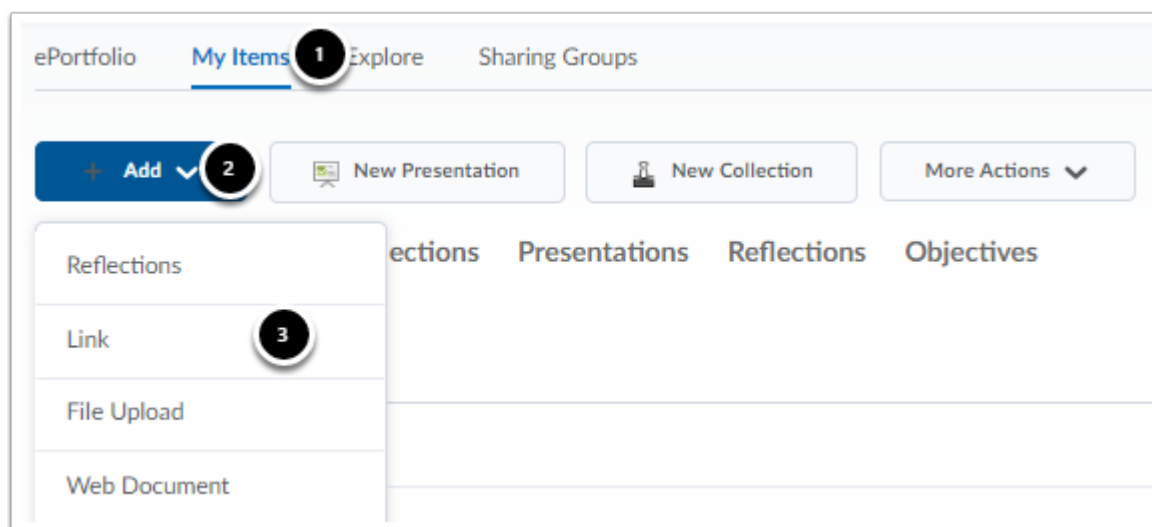 ePortfolio My Items 1 Explore Sharing Groups
+ Add 2 New Presentation New Collection More Actions
Reflections
ections Presentations Reflections Objectives
Link 3
File Upload
Web Document